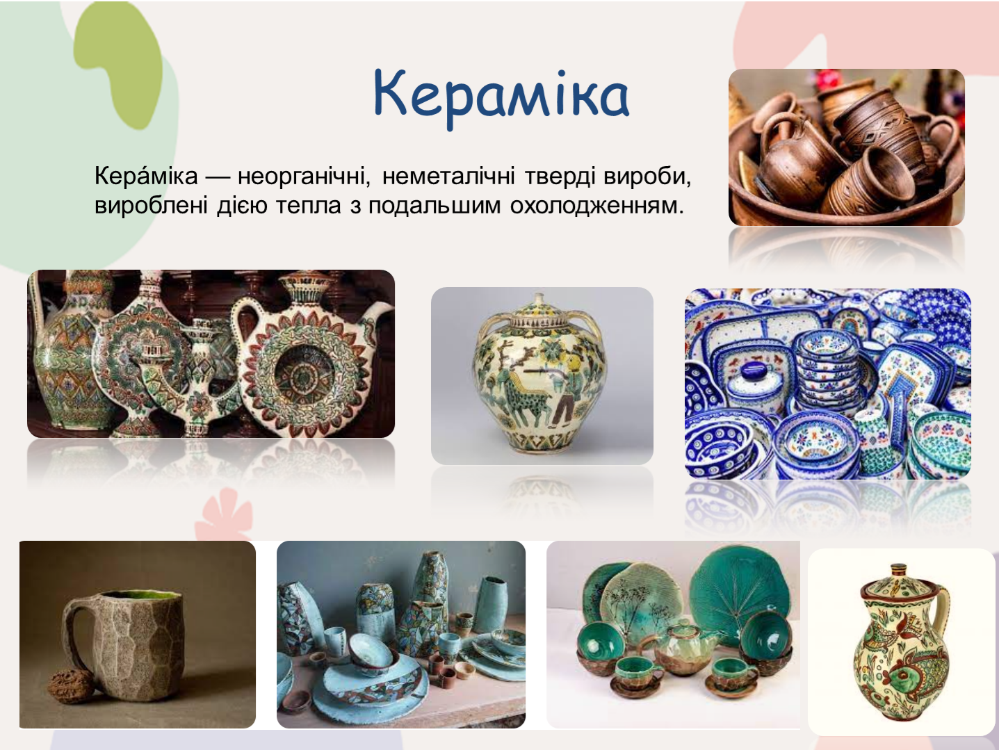 Кераміка
Кера́міка — неорганічні, неметалічні тверді вироби,
вироблені дією тепла з подальшим охолодженням.